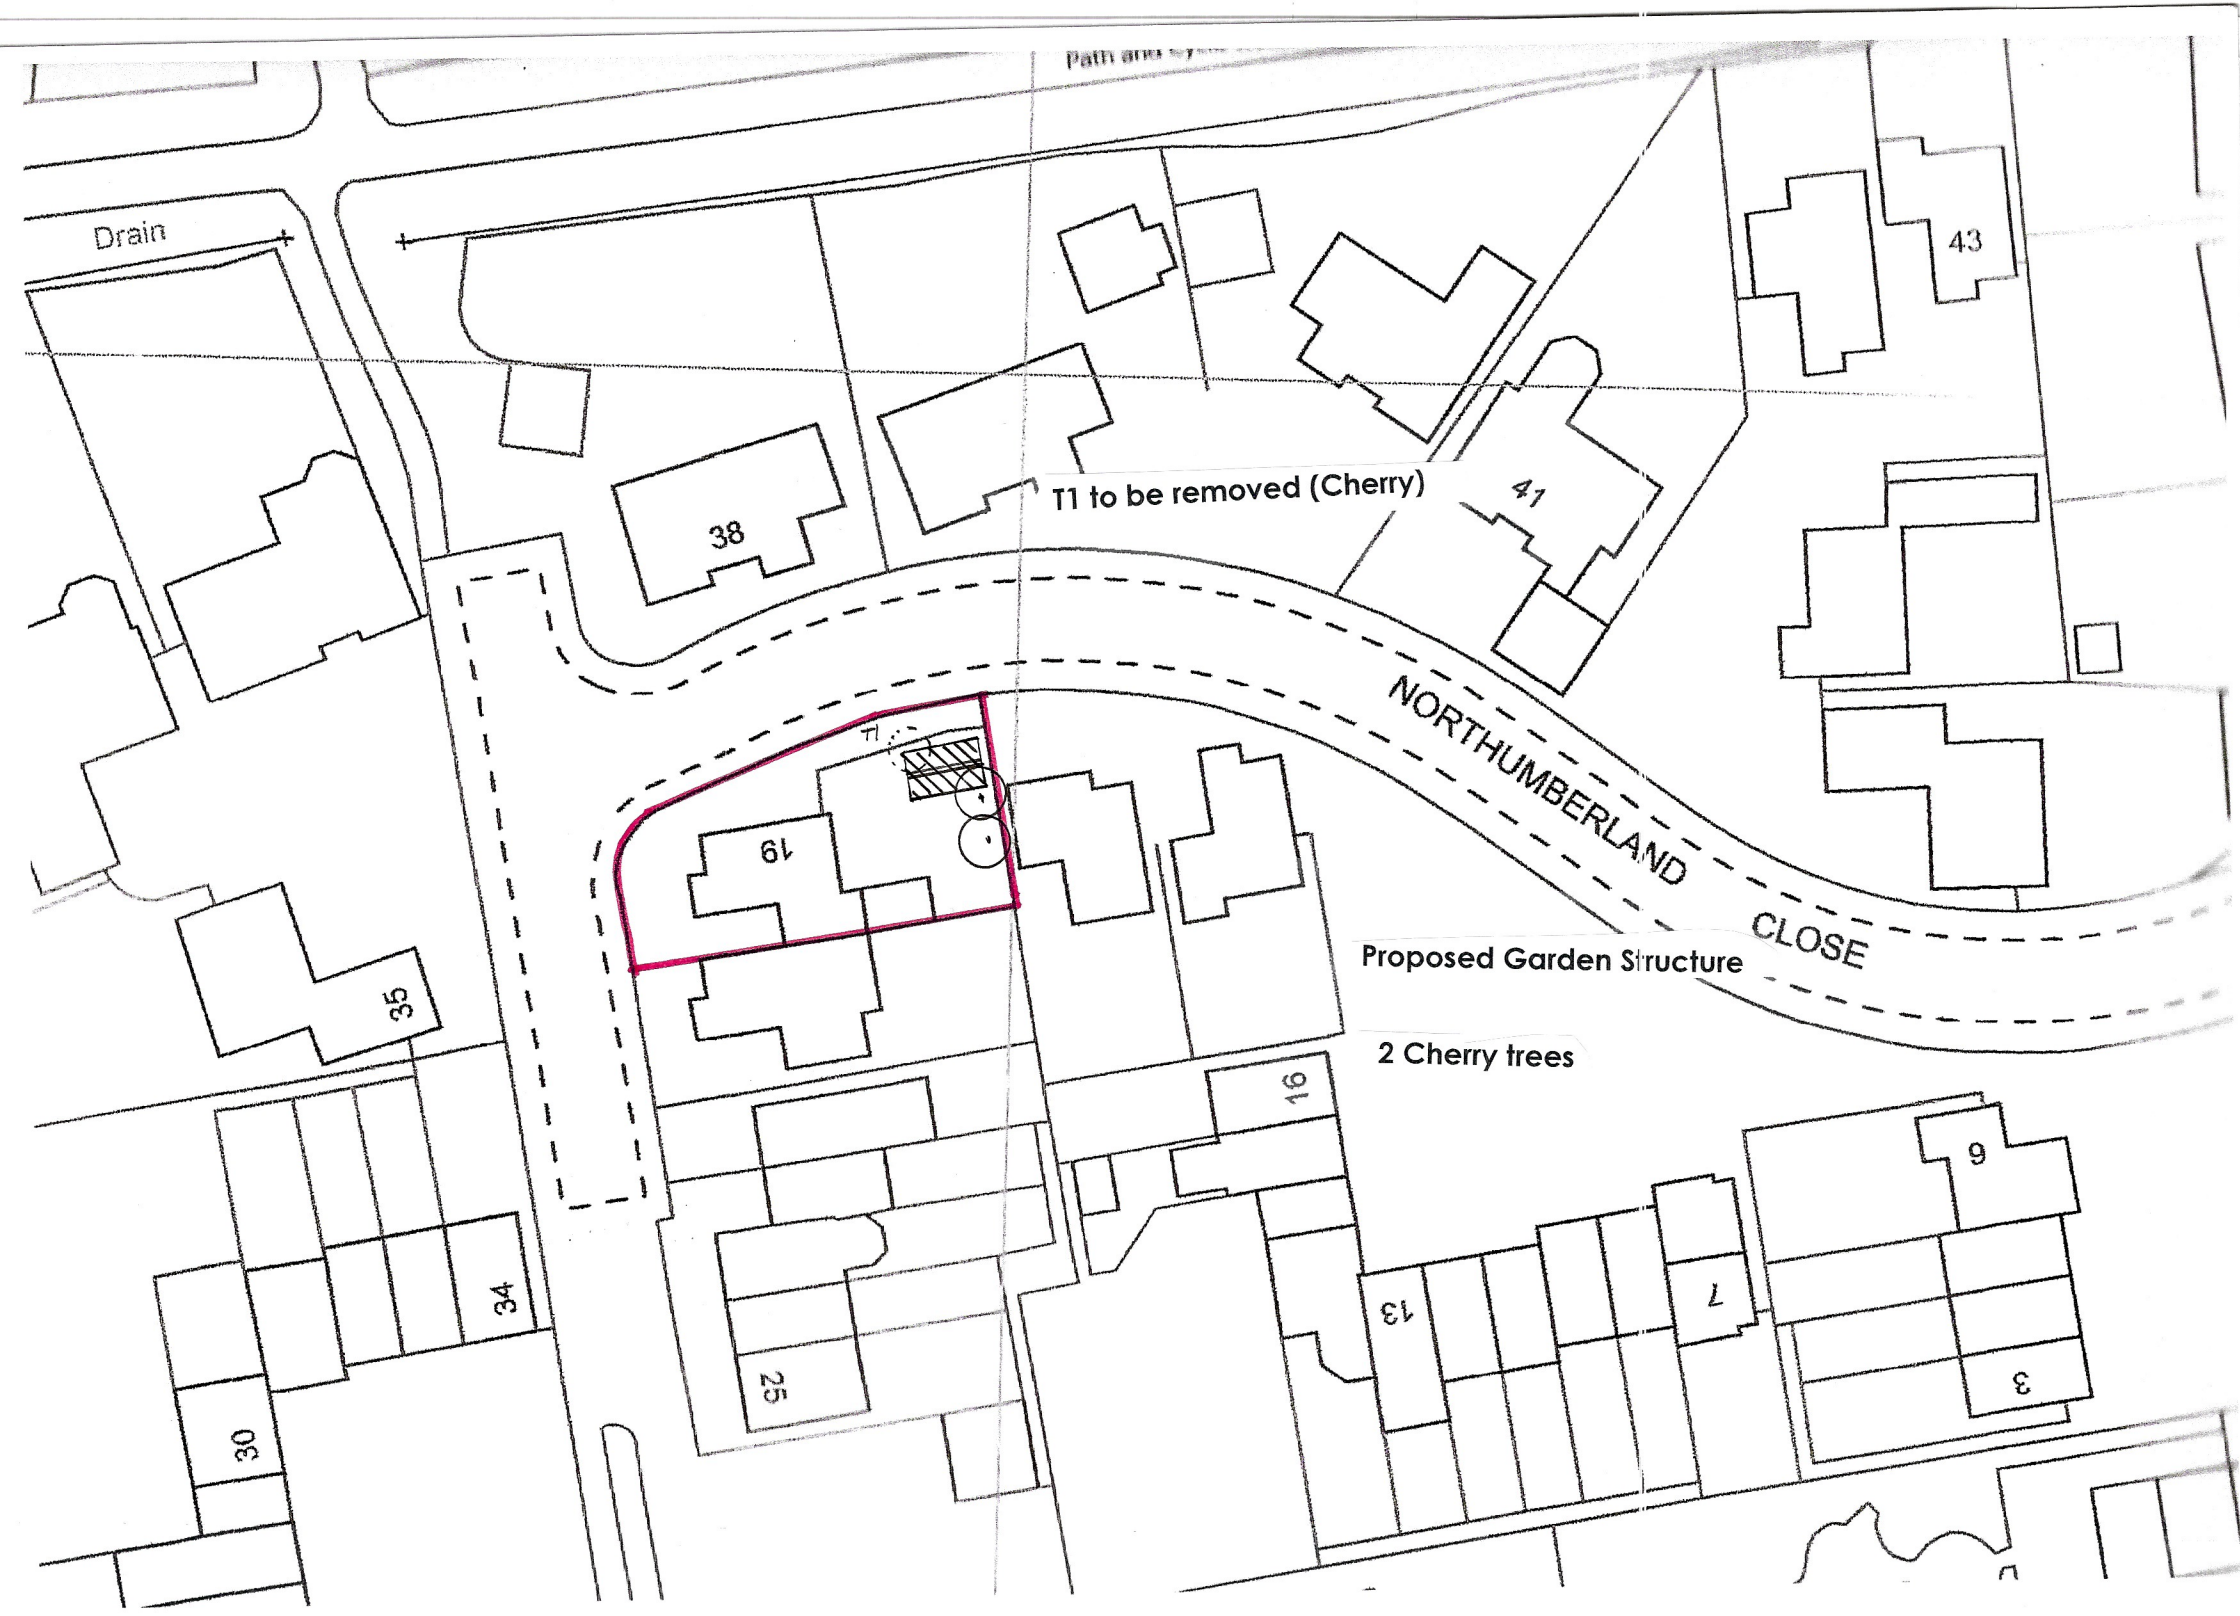 Path and
Drain
43
T1 to be removed (Cherry)
41
38
NORTHUMBERLAND CLOSE
T1
19
Proposed Garden Structure
35
2 Cherry trees
16
9
34
13
7
25
3
30